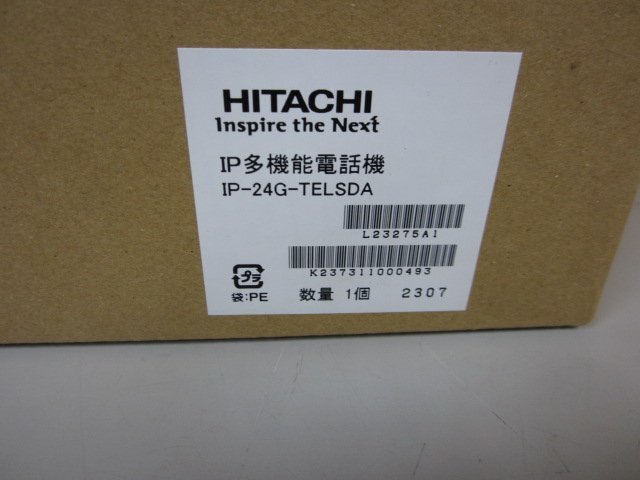 HITACHI
Inspire the Next
IP多機能電話機
IP-24G-TELSDA
L23275A1
K237311000493
プラ
袋:PE 数量 1個 2307